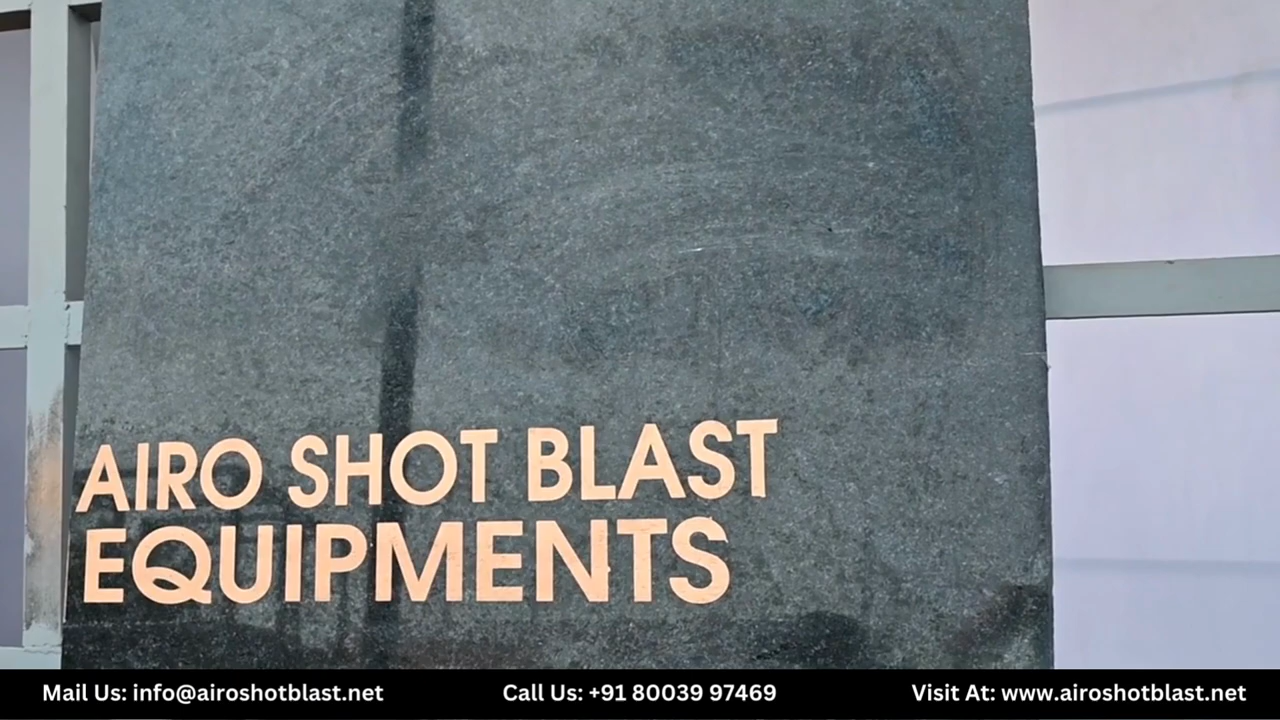 AIRO SHOT BLAST
EQUIPMENTS
Mail Us: info@airoshotblast.net Call Us: +91 80039 97469 Visit At: www.airoshotblast.net